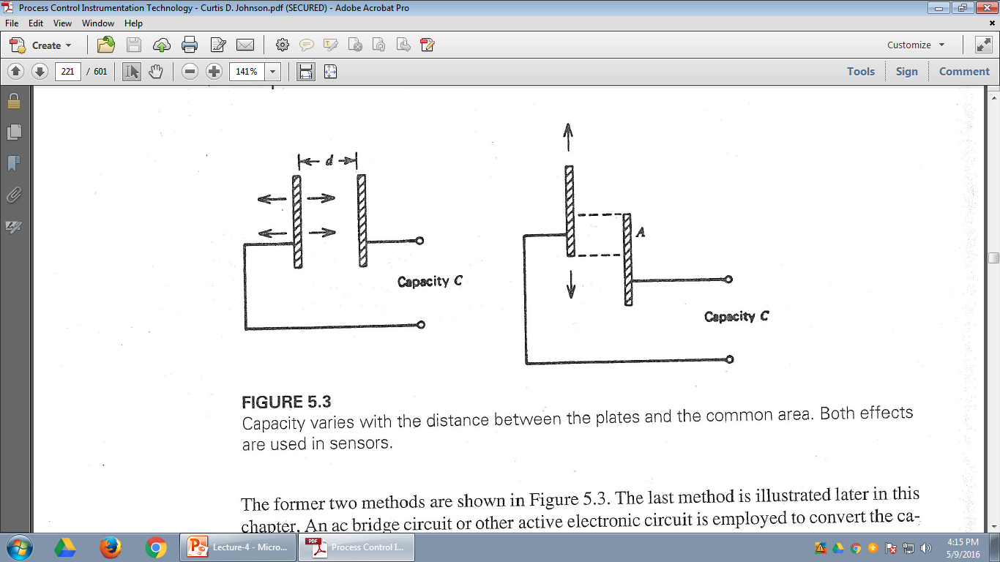 Process Control Instrumentation Technology - Curtis D. Johnson.pdf (SECURED) - Adobe Acrobat Pro
File Edit View Window Help
Create
Customize
221 / 601
141%
Tools Sign Comment
d
A
Capacity C
Capacity C
FIGURE 5.3
Capacity varies with the distance between the plates and the common area. Both effects
are used in sensors.
The former two methods are shown in Figure 5.3. The last method is illustrated later in this
chapter. An ac bridge circuit or other active electronic circuit is employed to convert the ca-
Lecture-4 - Micro...
PDF
Process Control I...
4:15 PM
5/9/2016